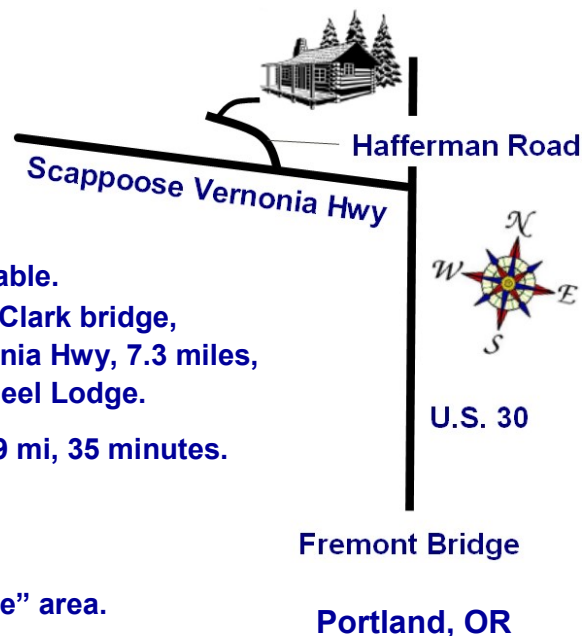 Hafferman Road
Scappoose Vernonia Hwy
N
W
E
S
able.
Clark bridge,
nia Hwy, 7.3 miles,
eel Lodge.
U.S. 30
9 mi, 35 minutes.
Fremont Bridge
e” area.
Portland, OR